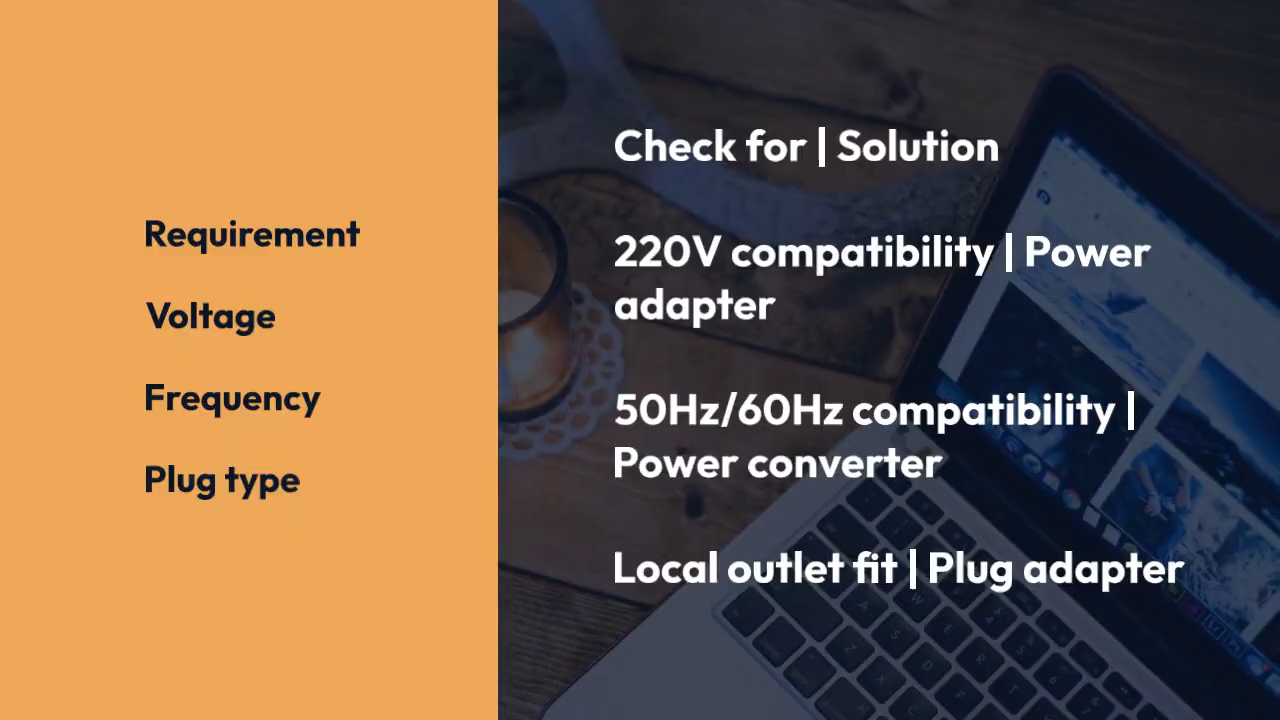 Requirement
Voltage
Frequency
Plug type
Check for | Solution
220V compatibility | Power
adapter
50Hz/60Hz compatibility |
Power converter
Local outlet fit | Plug adapter